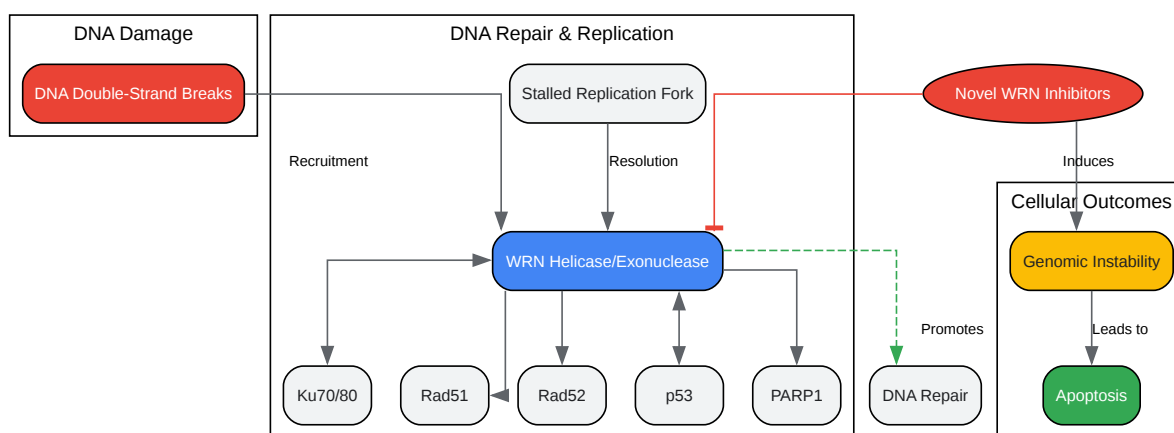 DNA Damage
DNA Repair & Replication
DNA Double-Strand Breaks
Stalled Replication Fork
Novel WRN Inhibitors
Recruitment
Resolution
Induces
Cellular Outcomes
WRN Helicase/Exonuclease
Genomic Instability
Promotes
Leads to
Ku70/80
Rad51
Rad52
p53
PARP1
DNA Repair
Apoptosis